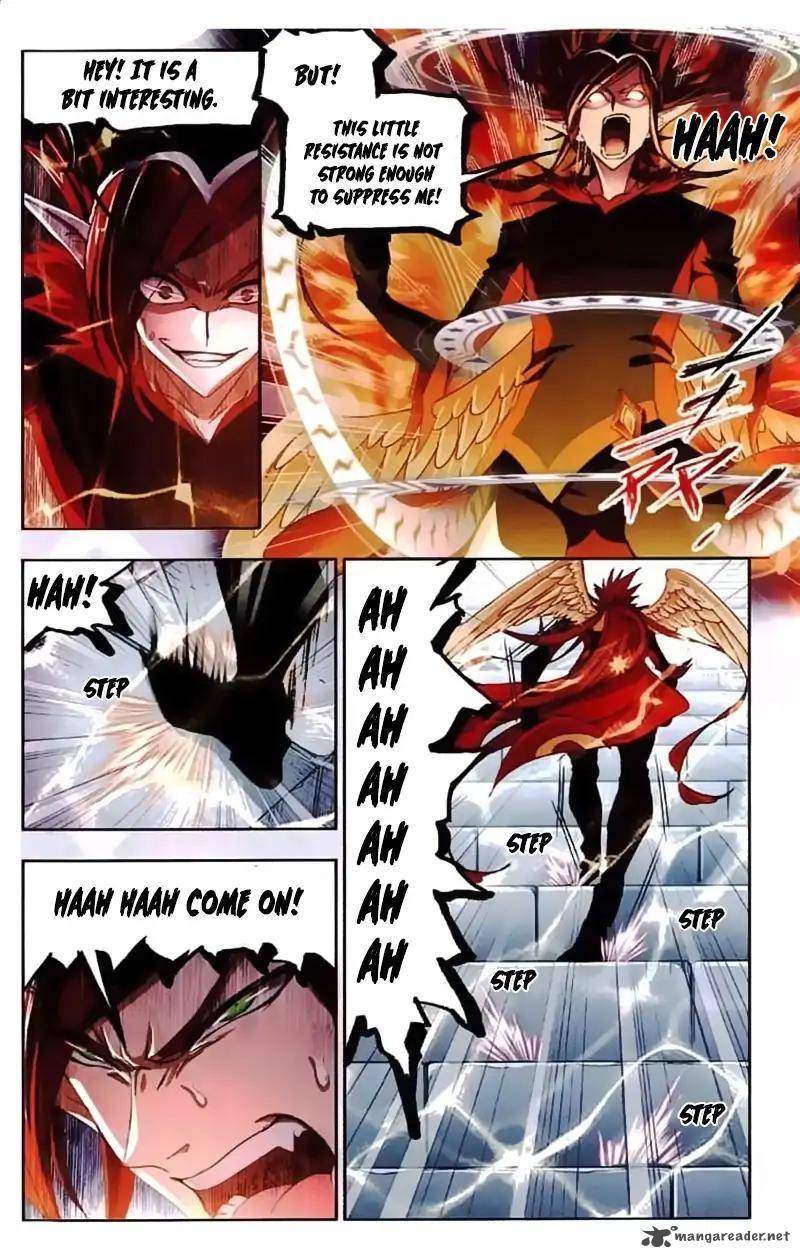 HEY! IT IS A
BIT INTERESTING.
BUT!
THIS LITTLE
RESISTANCE IS NOT
STRONG ENOUGH
TO SUPPRESS ME!
HAAH!
HAH!
STEP
AH
AH
AH
AH
AH
AH
AH
STEP
STEP
STEP
STEP
HAAH HAAH COME ON!
mangareader.net